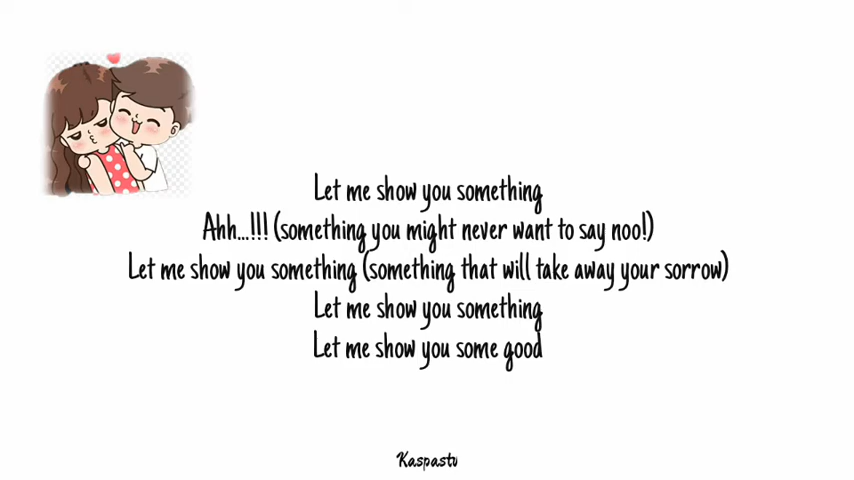 Let me show you something
Ahh...!!! (something you might never want to say noo!)
Let me show you something (something that will take away your sorrow)
Let me show you something
Let me show you some good
Kaspasto